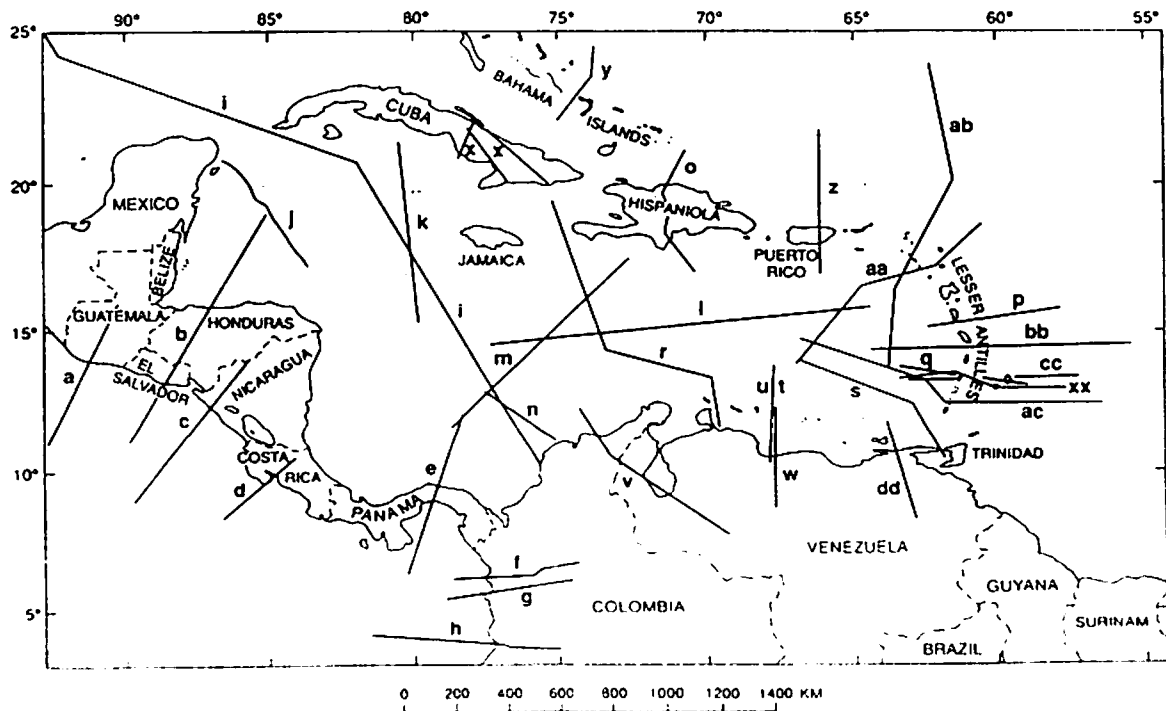 90° 85° 80° 75° 70° 65° 60° 55°
25°
20°
15°
10°
5°
BAHAMA
ISLANDS
y
CUBA
i
x x
ab
o
z
HISPANIOLA
MEXICO
j
k
JAMAICA
PUERTO
RICO
aa
LESSER ANTILLES
BELIZE
GUATEMALA
b
HONDURAS
i
l
p
bb
EL
SALVADOR
NICARAGUA
m
r
q
cc
xx
ac
a
c
n
u t
s
COSTA
RICA
d
e
PANAMA
v
w
TRINIDAD
dd
VENEZUELA
f
g
h
COLOMBIA
GUYANA
SURINAM
BRAZIL
0 200 400 600 800 1000 1200 1400 KM